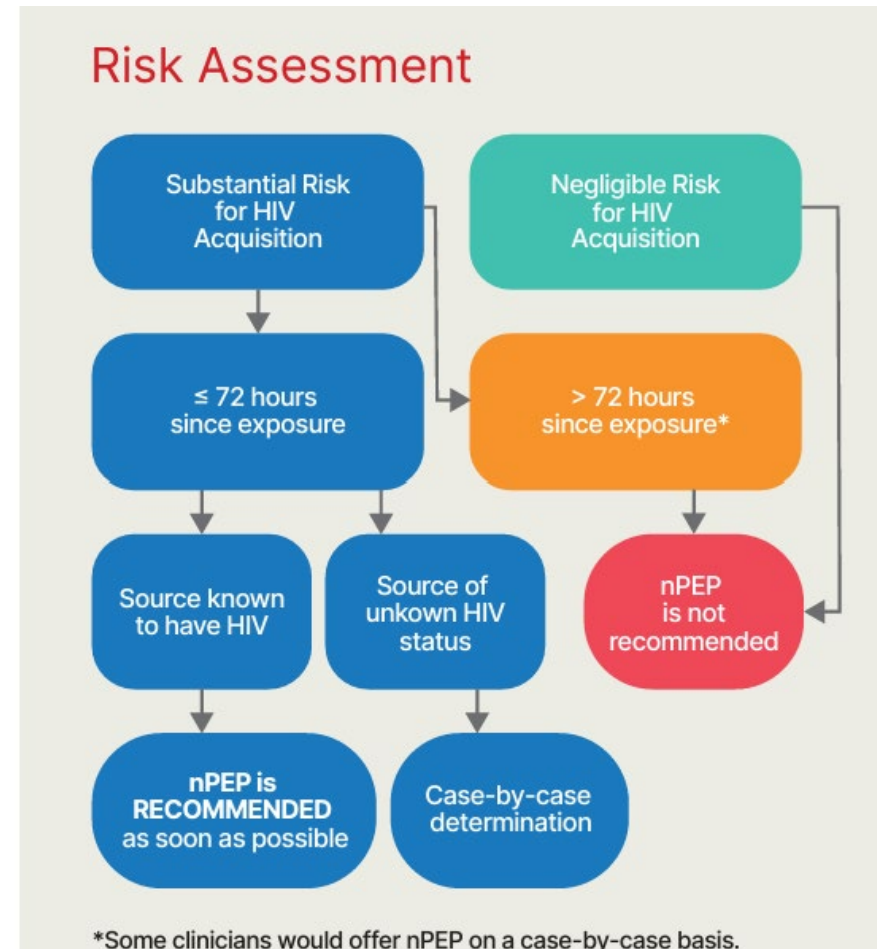 Risk Assessment
Substantial Risk
for HIV
Acquisition
Negligible Risk
for HIV
Acquisition
≤ 72 hours
since exposure
> 72 hours
since exposure*
Source known
to have HIV
Source of
unkown HIV
status
nPEP
is not
recommended
nPEP is
RECOMMENDED
as soon as possible
Case-by-case
determination
*Some clinicians would offer nPEP on a case-by-case basis.